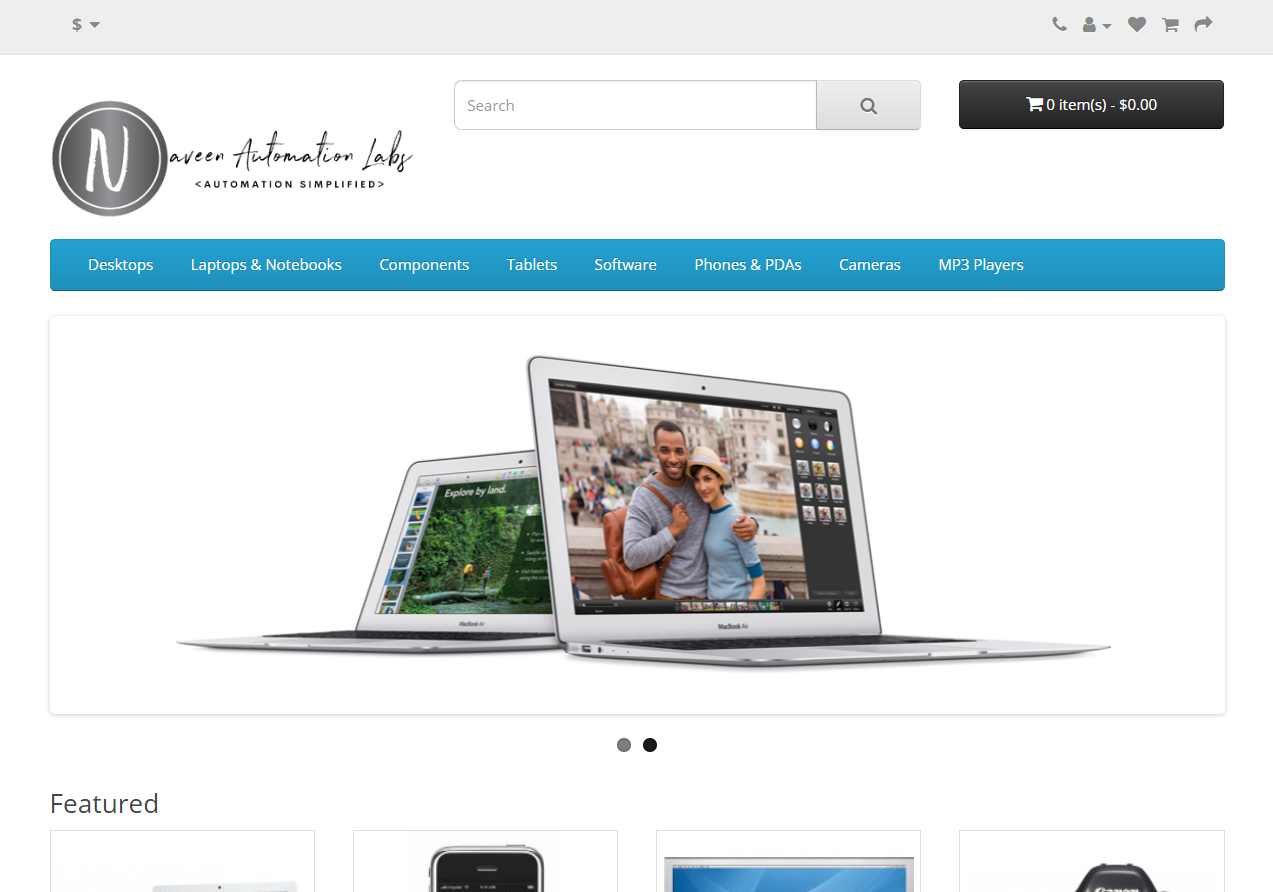 $
Search
0 item(s) - $0.00
N
aveen Automation Labs
<AUTOMATION SIMPLIFIED>
Desktops
Laptops & Notebooks
Components
Tablets
Software
Phones & PDAs
Cameras
MP3 Players
Explore by land.
MacBook Air
MacBook Air
Featured
Canon